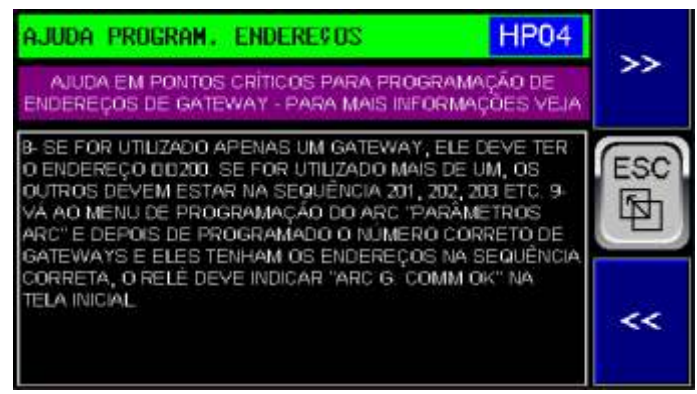 AJUDA PROGRAM. ENDEREÇOS
HP04
>>
AJUDA EM PONTOS CRÍTICOS PARA PROGRAMAÇÃO DE
ENDEREÇOS DE GATEWAY - PARA MAIS INFORMAÇÕES VEJA
8- SE FOR UTILIZADO APENAS UM GATEWAY, ELE DEVE TER
O ENDEREÇO 00200. SE FOR UTILIZADO MAIS DE UM, OS
OUTROS DEVEM ESTAR NA SEQUÊNCIA 201, 202, 203 ETC. 9-
VÁ AO MENU DE PROGRAMAÇÃO DO ARC "PARÂMETROS
ARC" E DEPOIS DE PROGRAMADO O NÚMERO CORRETO DE
GATEWAYS E ELES TENHAM OS ENDEREÇOS NA SEQUÊNCIA
CORRETA, O RELÉ DEVE INDICAR "ARC G. COMM OK" NA
TELA INICIAL.
ESC
<<